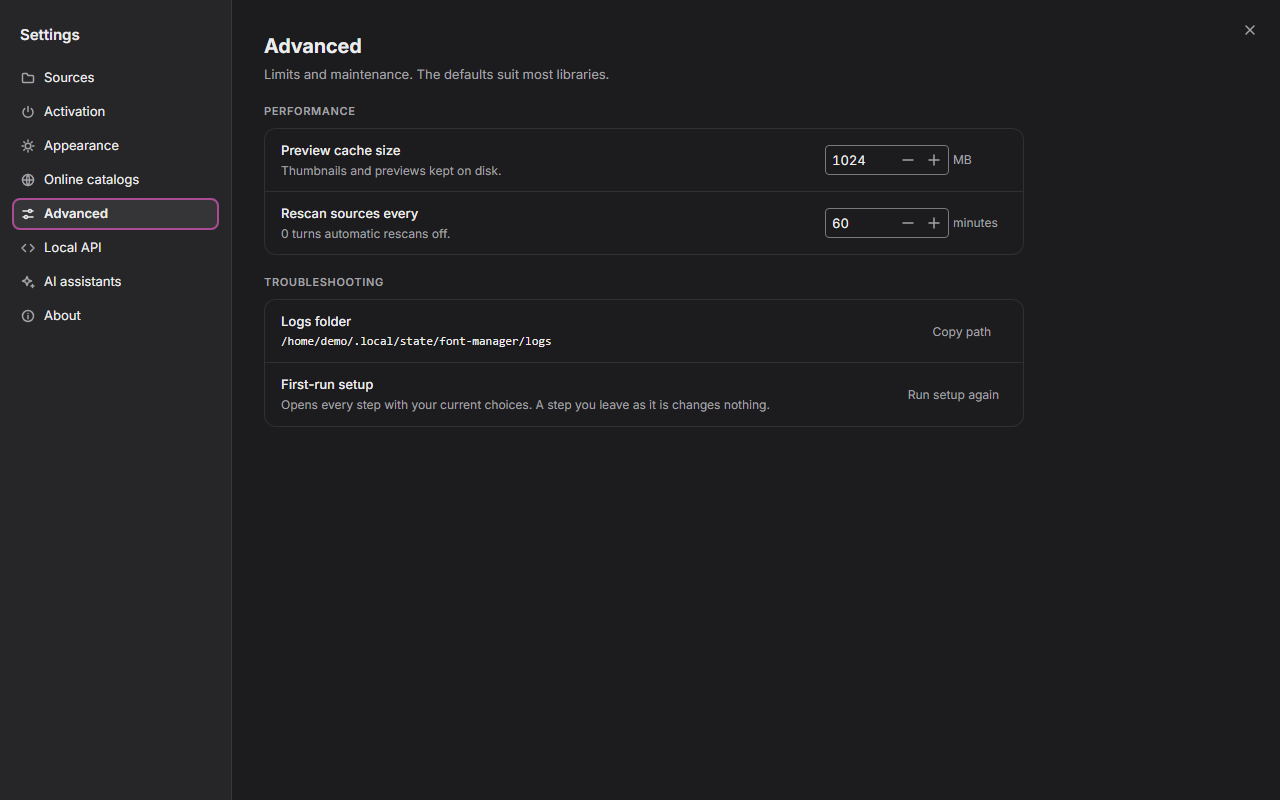 Settings
Sources
Activation
Appearance
Online catalogs
Advanced
Local API
AI assistants
About
Advanced
Limits and maintenance. The defaults suit most libraries.
PERFORMANCE
Preview cache size
Thumbnails and previews kept on disk.
1024
MB
Rescan sources every
0 turns automatic rescans off.
60
minutes
TROUBLESHOOTING
Logs folder
/home/demo/.local/state/font-manager/logs
Copy path
First-run setup
Opens every step with your current choices. A step you leave as it is changes nothing.
Run setup again